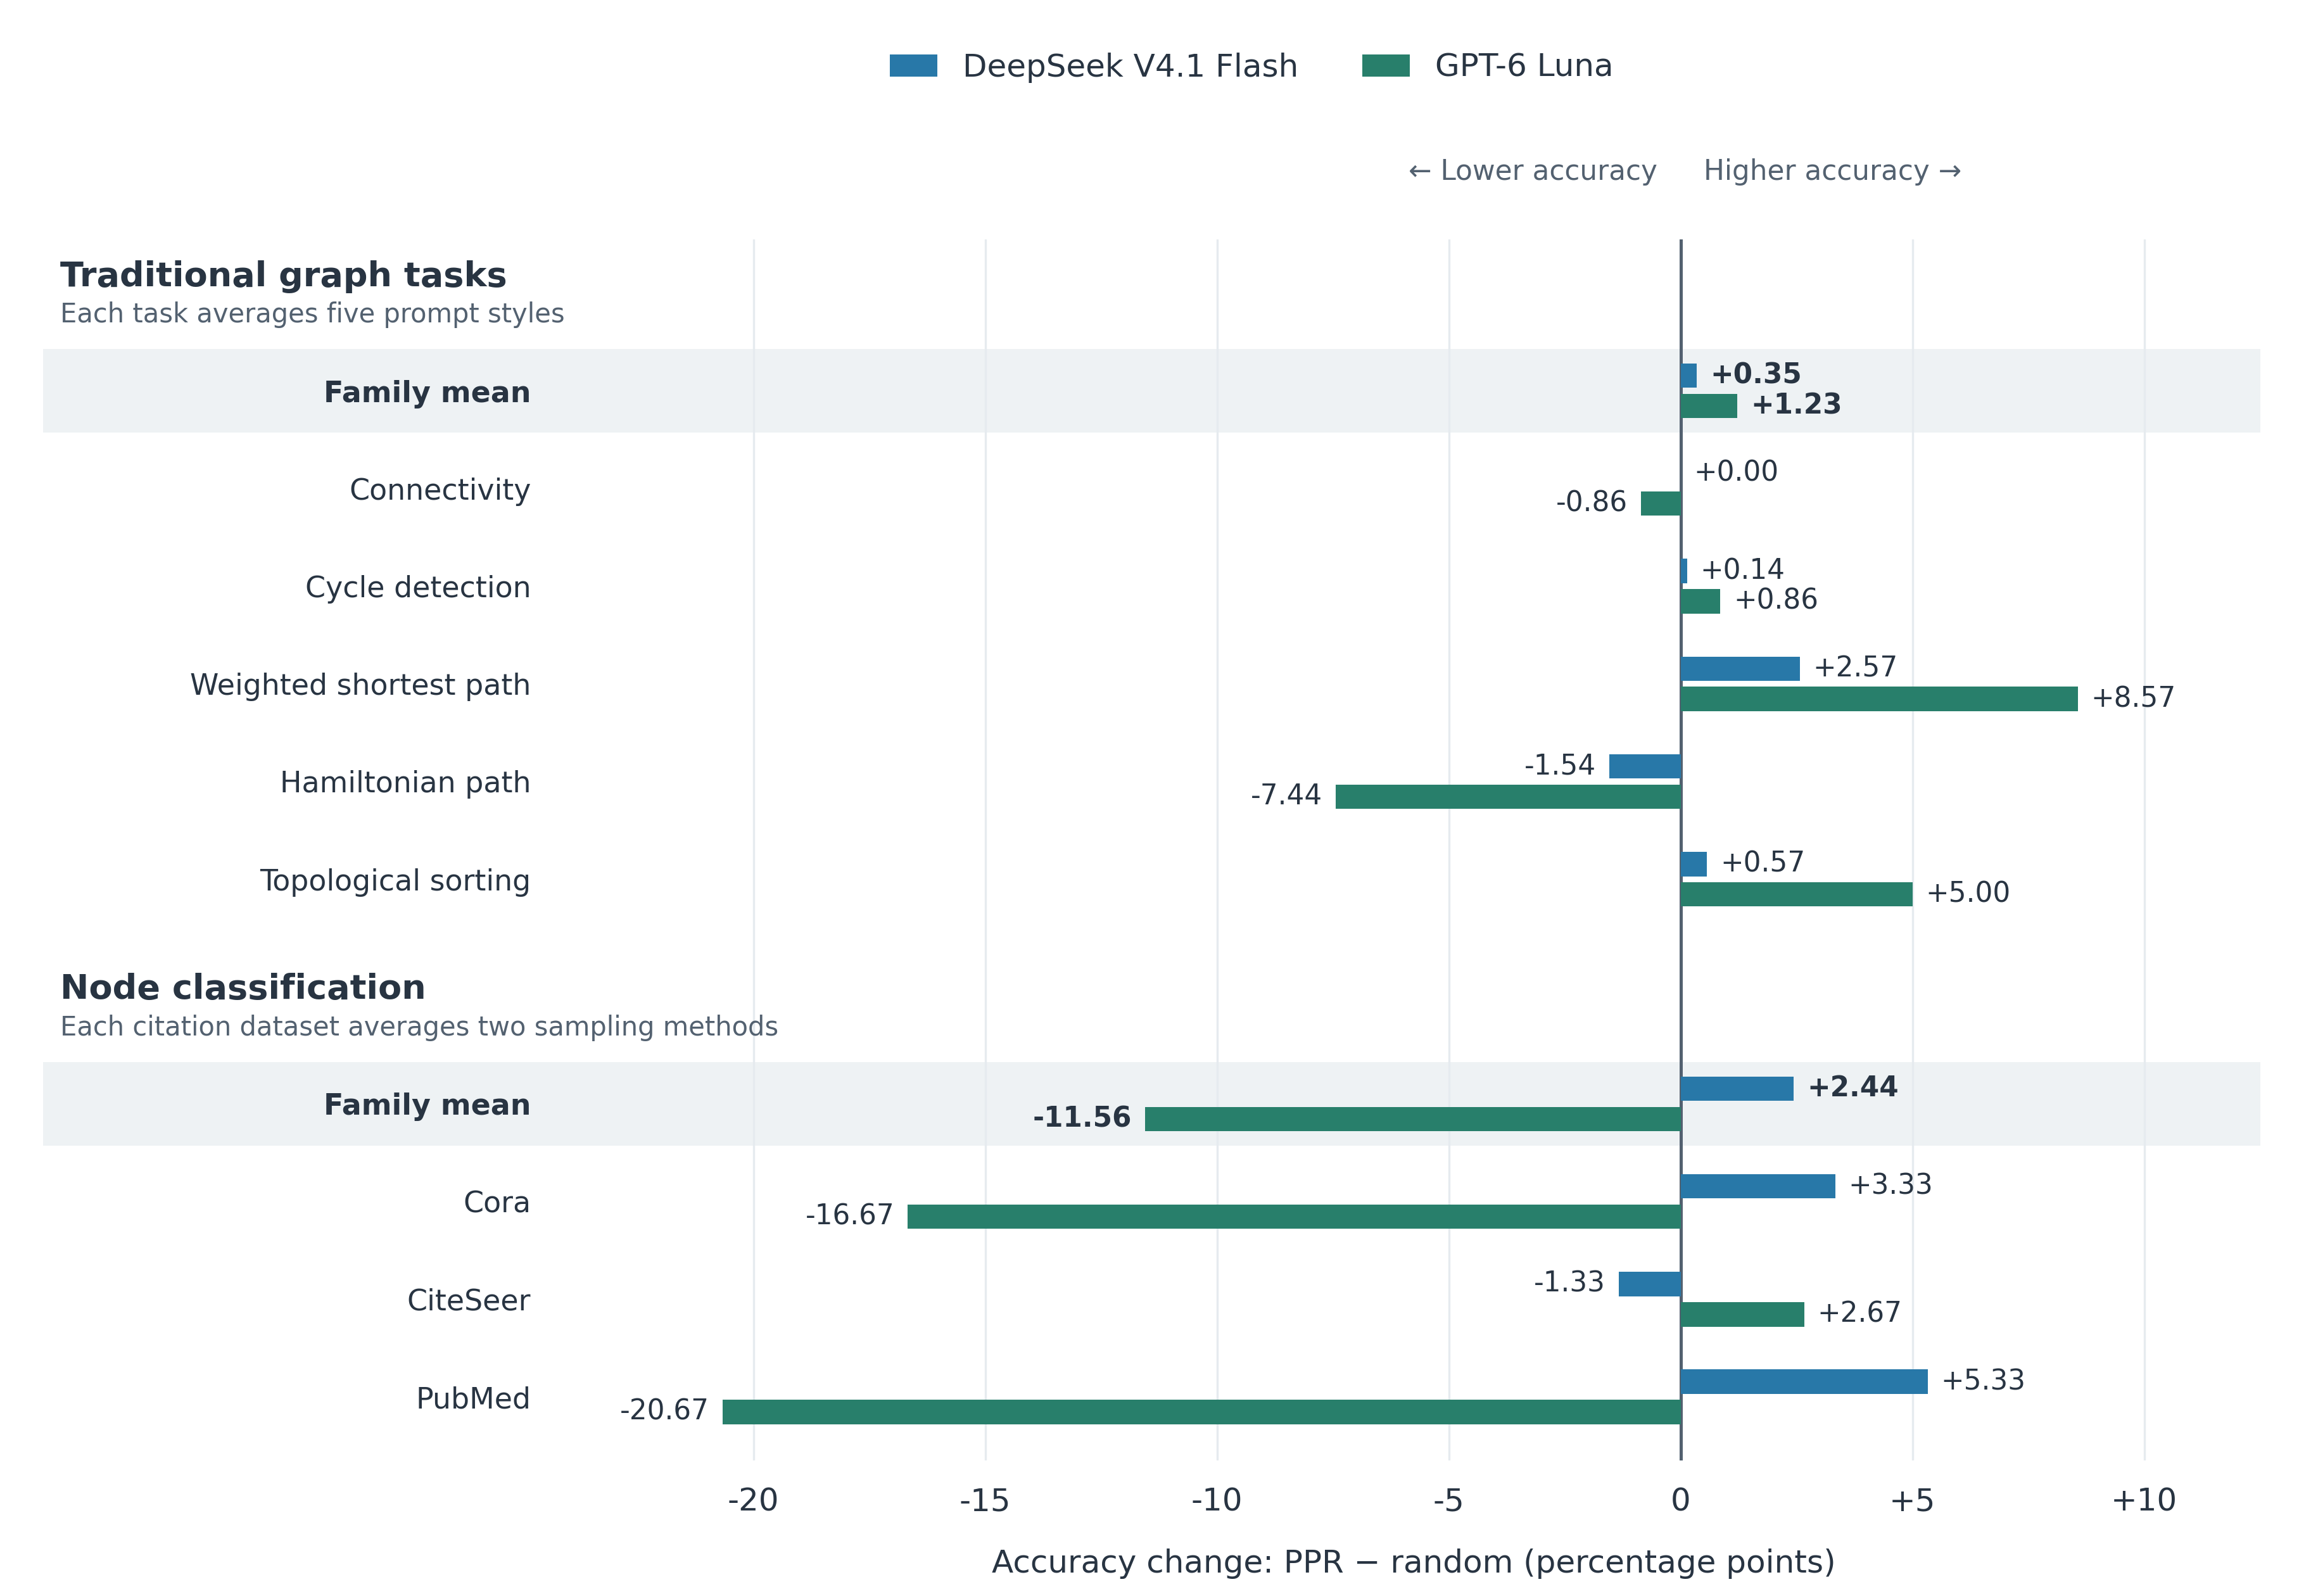 DeepSeek V4.1 Flash GPT-6 Luna
← Lower accuracy Higher accuracy →
Traditional graph tasks
Each task averages five prompt styles
Family mean +0.35
+1.23
Connectivity +0.00
-0.86
Cycle detection +0.14
+0.86
Weighted shortest path +2.57
+8.57
Hamiltonian path -1.54
-7.44
Topological sorting +0.57
+5.00
Node classification
Each citation dataset averages two sampling methods
Family mean +2.44
-11.56
Cora +3.33
-16.67
CiteSeer -1.33
+2.67
PubMed +5.33
-20.67
-20 -15 -10 -5 0 +5 +10
Accuracy change: PPR − random (percentage points)